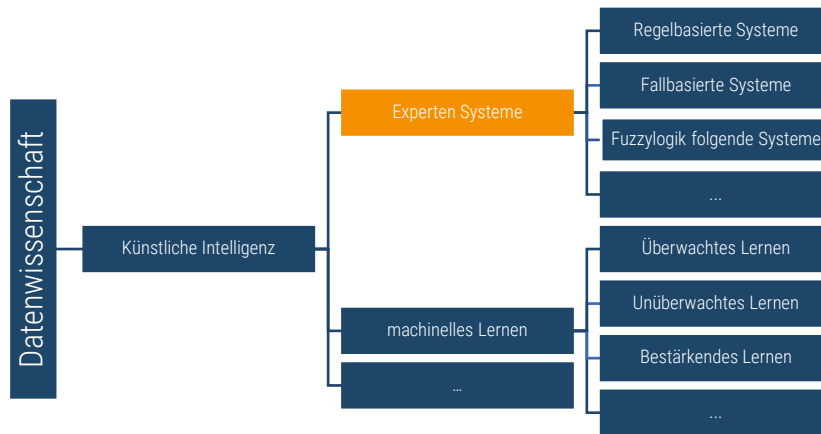 Datenwissenschaft
Künstliche Intelligenz
Experten Systeme
Regelbasierte Systeme
Fallbasierte Systeme
Fuzzylogik folgende Systeme
...
machinelles Lernen
Überwachtes Lernen
Unüberwachtes Lernen
Bestärkendes Lernen
...
...